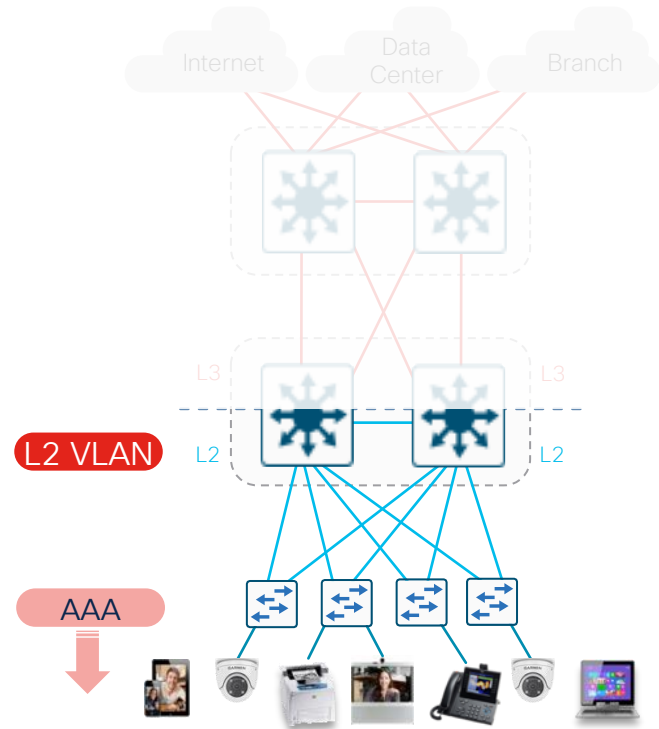 Internet
Data
Center
Branch
L3
L3
L2 VLAN
L2
L2
AAA